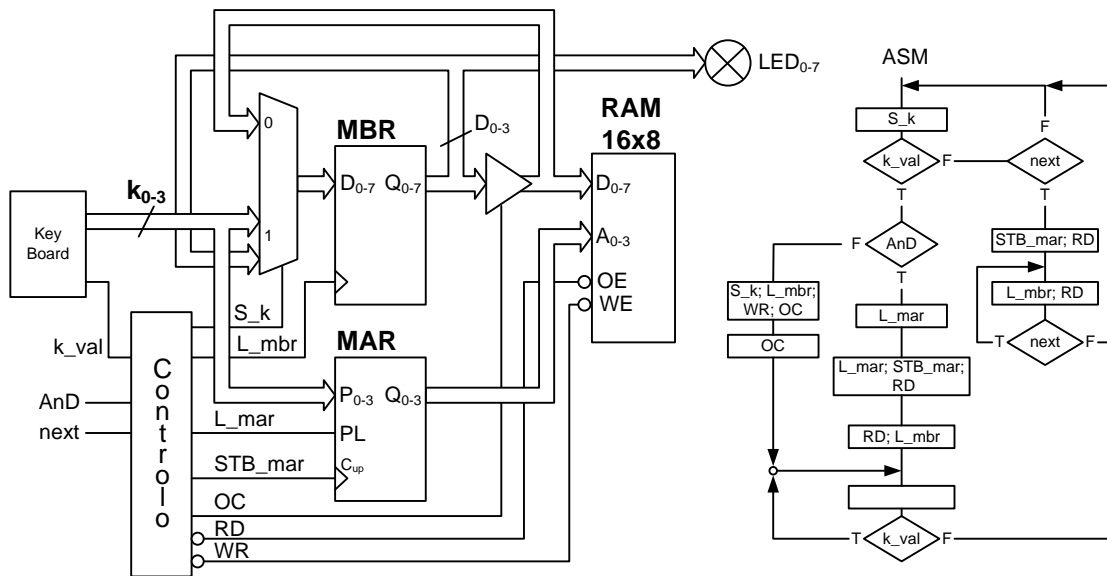 LED0-7
D0-3
RAM
16x8
MBR
0
1
k0-3
Key
Board
D0-7
Q0-7
D0-7
A0-3
OE
WE
S_k
L_mbr
k_val
MAR
Controlo
P0-3
Q0-3
AnD
next
L_mar
PL
STB_mar
Cup
OC
RD
WR
ASM
S_k
k_val
F
T
F
next
T
F
AnD
T
STB_mar; RD
S_k; L_mbr;
WR; OC
OC
L_mar
L_mbr; RD
T
next
F
L_mar; STB_mar;
RD
RD; L_mbr
T
k_val
F